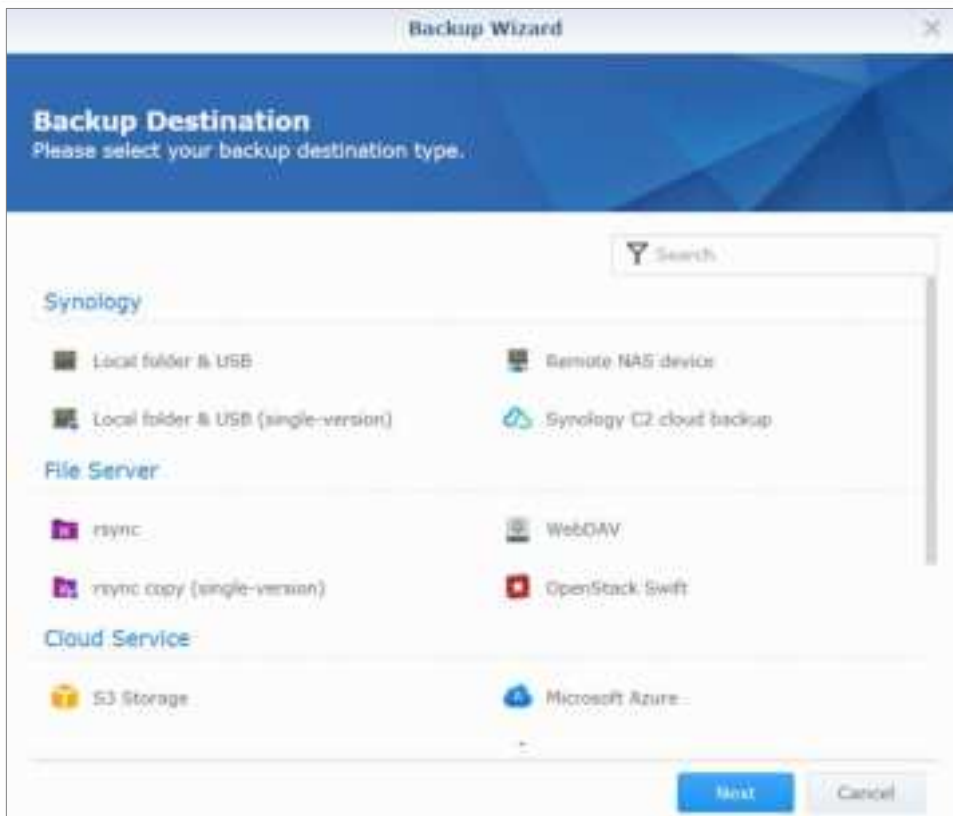 Backup Wizard
Backup Destination
Please select your backup destination type.
Search
Synology
Local folder & USB
Remote NAS device
Local folder & USB (single-version)
Synology C2 cloud backup
File Server
rsync
WebDAV
rsync copy (single-version)
OpenStack Swift
Cloud Service
S3 Storage
Microsoft Azure
Next
Cancel